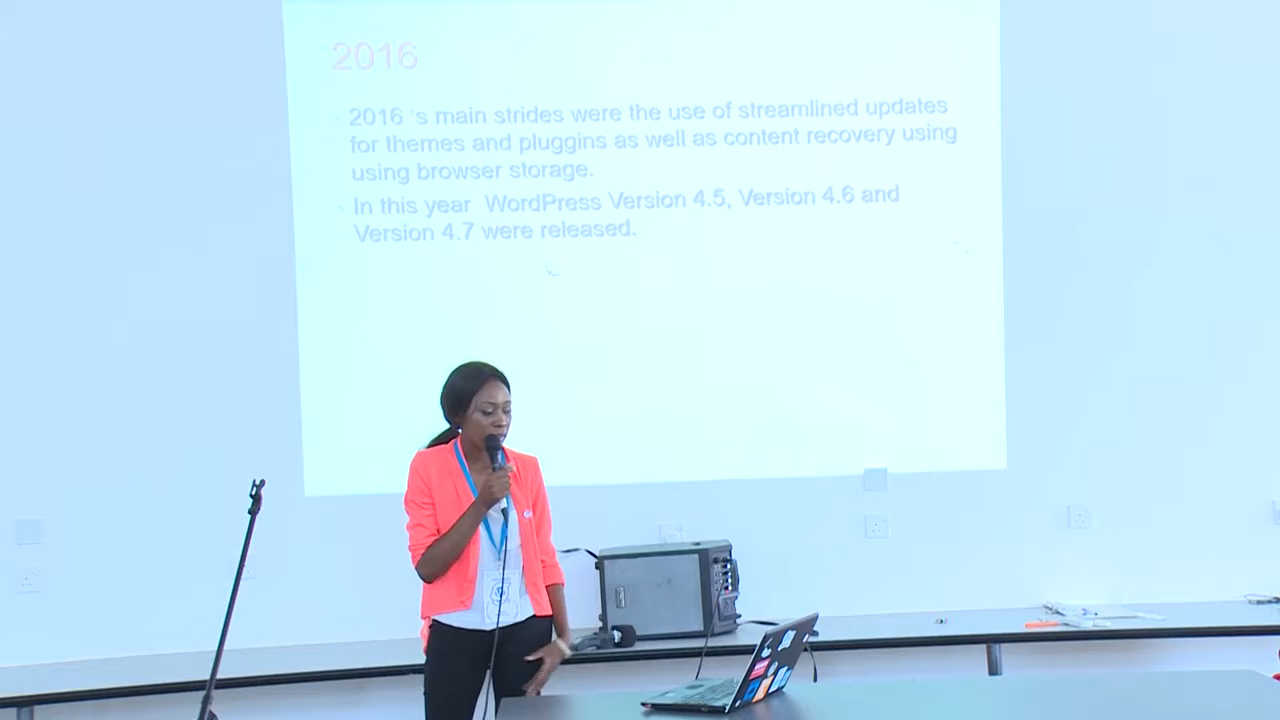 2016
2016 's main strides were the use of streamlined updates
for themes and pluggins as well as content recovery using
using browser storage.
In this year WordPress Version 4.5, Version 4.6 and
Version 4.7 were released.